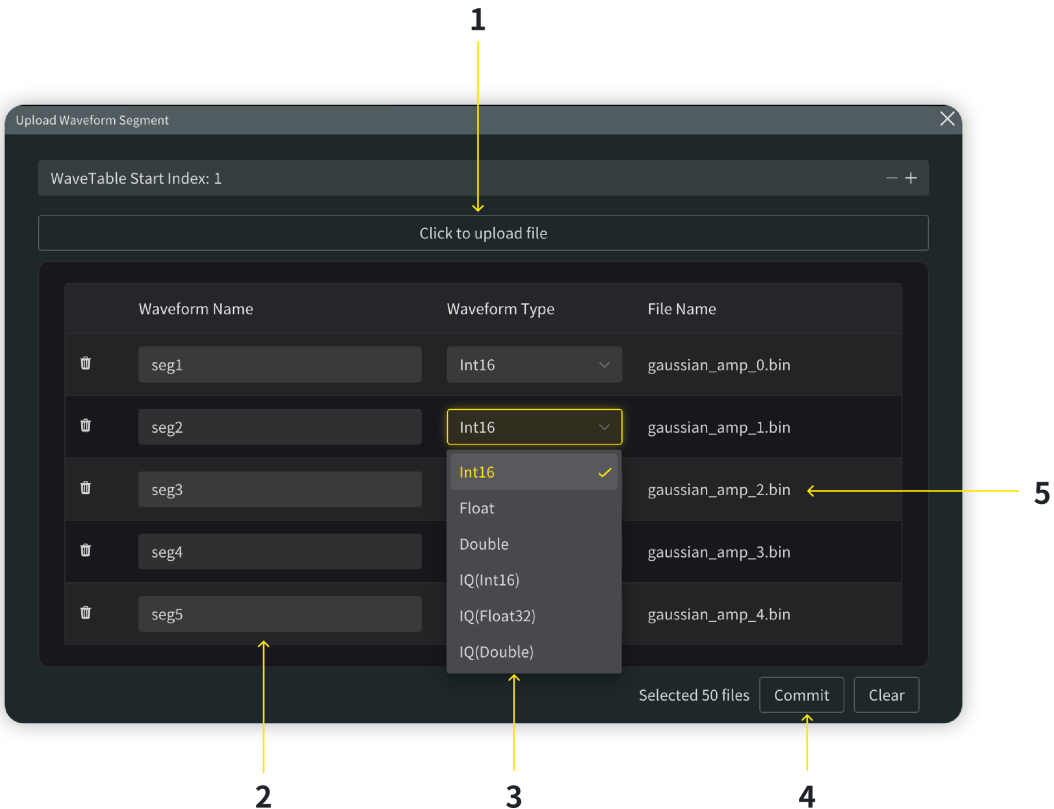 1
Upload Waveform Segment
WaveTable Start Index: 1
Click to upload file
Waveform Name Waveform Type File Name
seg1 Int16 gaussian_amp_0.bin
seg2 Int16 gaussian_amp_1.bin
Int16
seg3 gaussian_amp_2.bin 5
Float
Double
seg4 gaussian_amp_3.bin
IQ(Int16)
seg5 IQ(Float32) gaussian_amp_4.bin
IQ(Double)
Selected 50 files Commit Clear
2 3 4